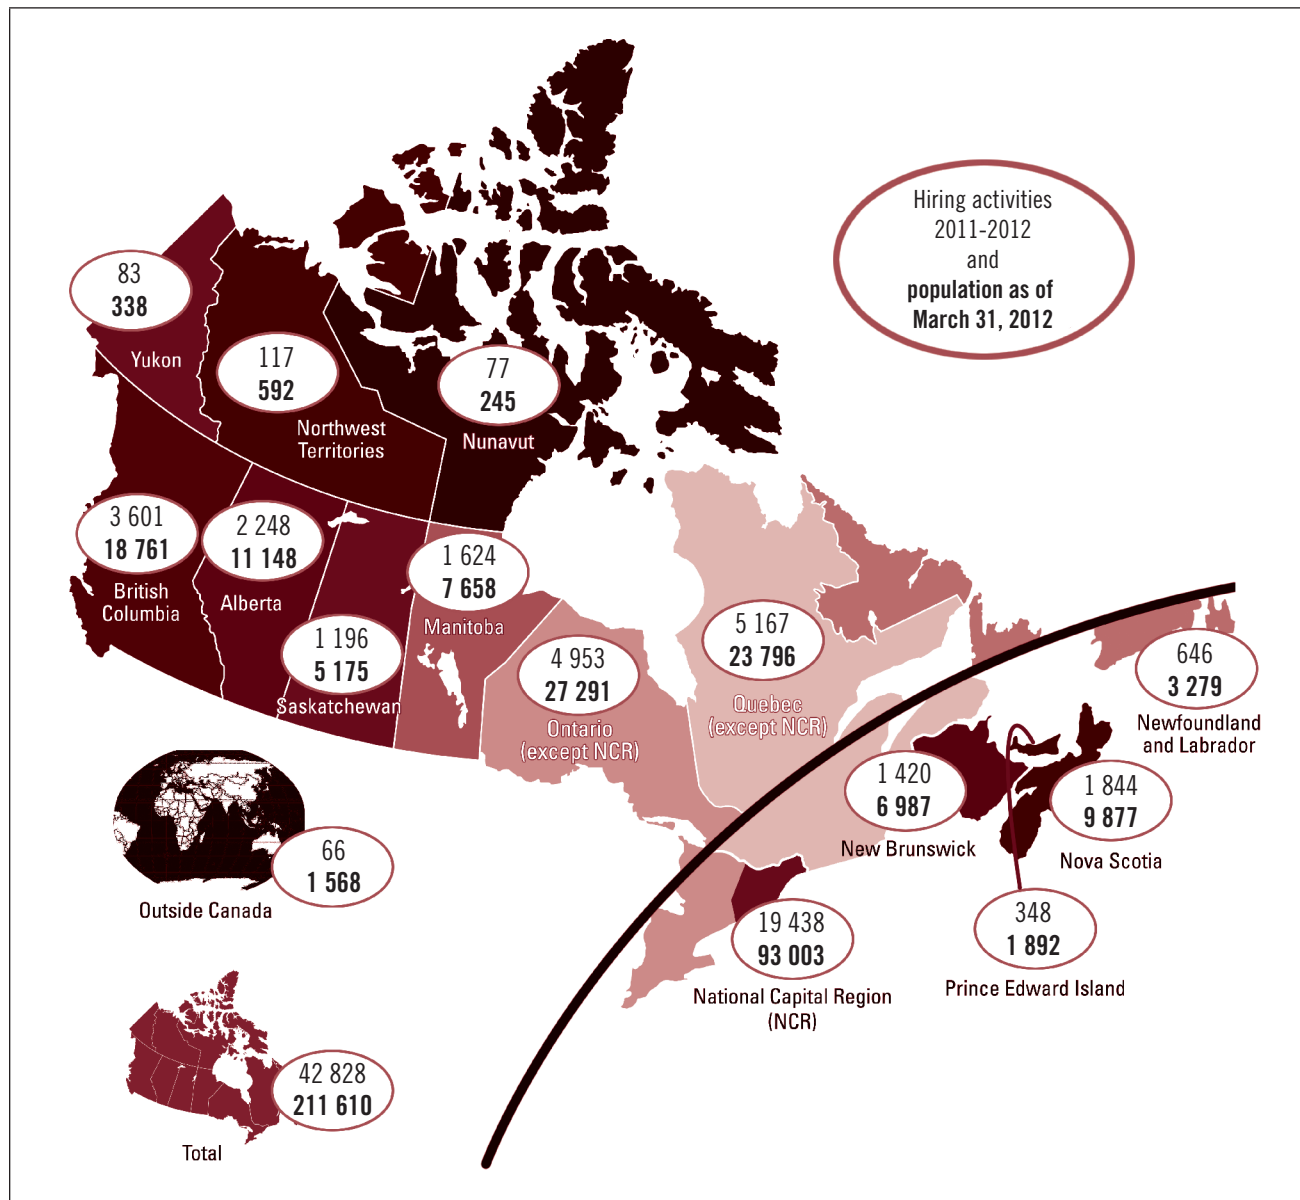 Hiring activities
2011-2012
and
population as of
March 31, 2012
83
338
Yukon
117
592
Northwest
Territories
77
245
Nunavut
3 601
18 761
British
Columbia
2 248
11 148
Alberta
1 196
5 175
Saskatchewan
1 624
7 658
Manitoba
4 953
27 291
Ontario
(except NCR)
5 167
23 796
Quebec
(except NCR)
646
3 279
Newfoundland
and Labrador
1 420
6 987
New Brunswick
1 844
9 877
Nova Scotia
348
1 892
Prince Edward Island
19 438
93 003
National Capital Region
(NCR)
66
1 568
Outside Canada
42 828
211 610
Total